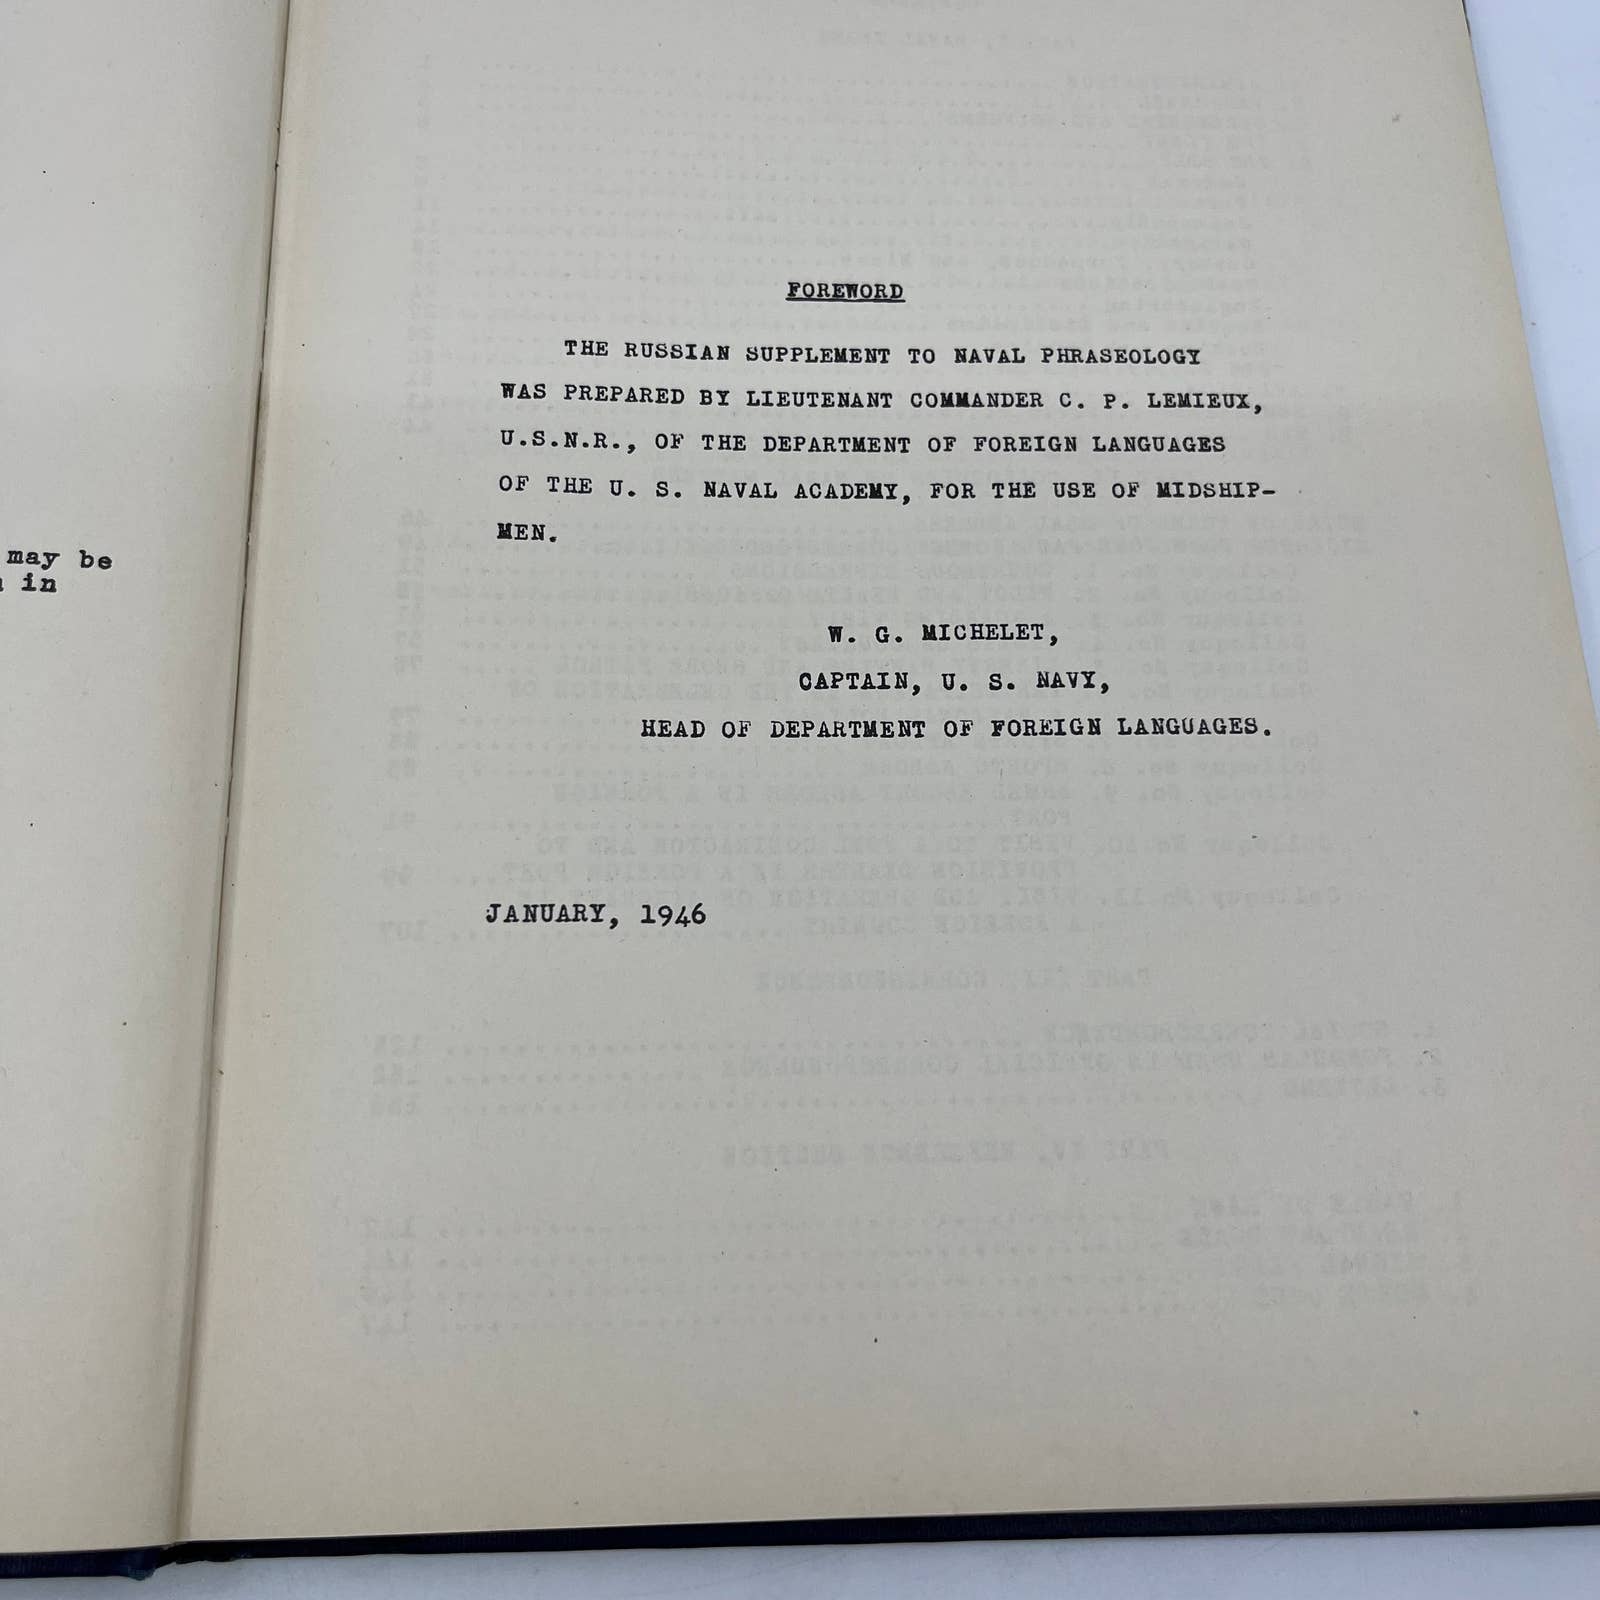 may be
in
FOREWORD
THE RUSSIAN SUPPLEMENT TO NAVAL PHRASEOLOGY
WAS PREPARED BY LIEUTENANT COMMANDER C. P. LEMIEUX,
U.S.N.R., OF THE DEPARTMENT OF FOREIGN LANGUAGES
OF THE U. S. NAVAL ACADEMY, FOR THE USE OF MIDSHIP-
MEN.
W. G. MICHELET,
CAPTAIN, U. S. NAVY,
HEAD OF DEPARTMENT OF FOREIGN LANGUAGES.
JANUARY, 1946